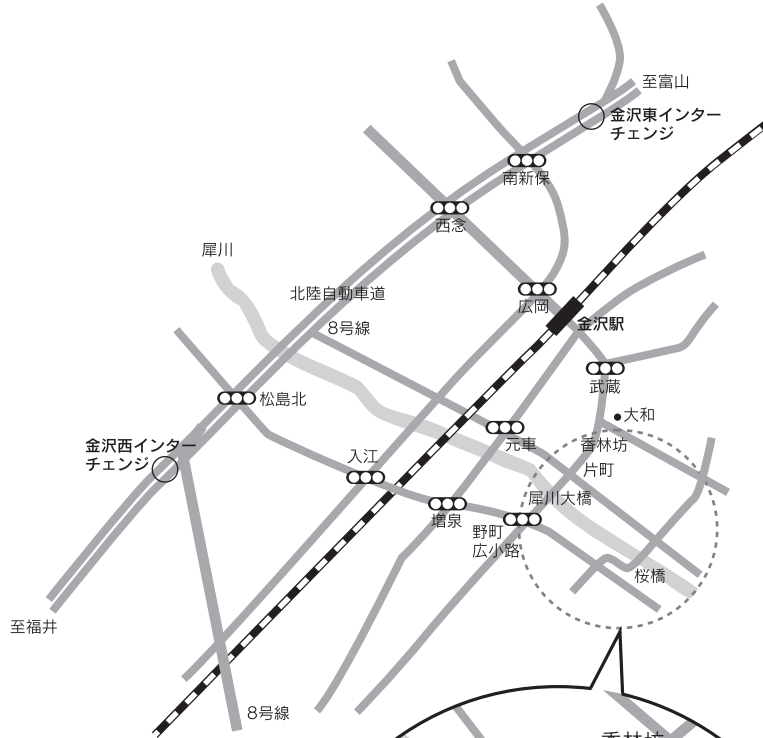 至富山
金沢東インター
チェンジ
南新保
西念
犀川
北陸自動車道
広岡
8号線
金沢駅
武蔵
松島北
大和
元車
香林坊
金沢西インター
チェンジ
入江
片町
犀川大橋
増泉
野町
広小路
桜橋
至福井
8号線
香林坊